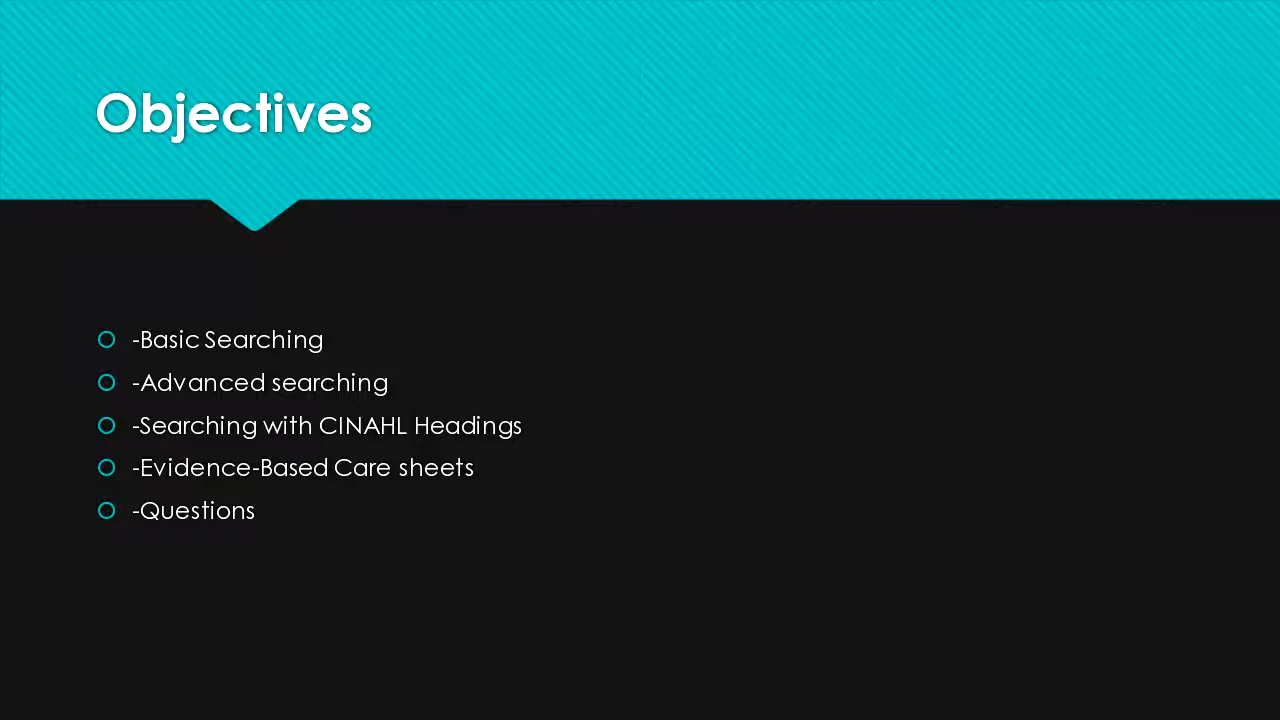 Objectives
-Basic Searching
-Advanced searching
-Searching with CINAHL Headings
-Evidence-Based Care sheets
-Questions